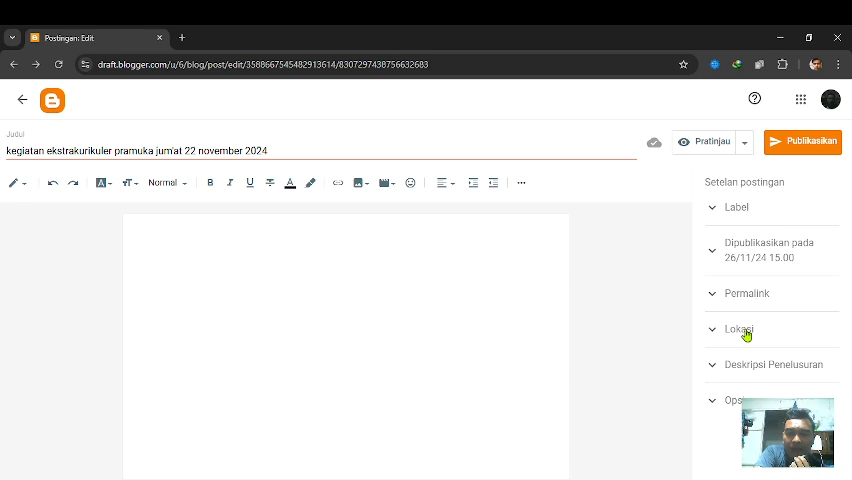 Postingan: Edit
draft.blogger.com/u/6/blog/post/edit/3588667545482913614/8307297438756632683
Judul
kegiatan ekstrakurikuler pramuka jum'at 22 november 2024
Pratinjau
Publikasikan
Normal
B I U A
Setelan postingan
Label
Dipublikasikan pada
26/11/24 15.00
Permalink
Lokasi
Deskripsi Penelusuran
Ops